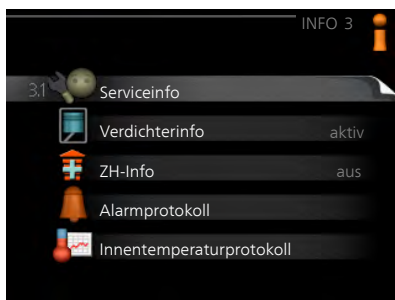 INFO 3
3.1 Serviceinfo
Verdichterinfo aktiv
ZH-Info aus
Alarmprotokoll
Innentemperaturprotokoll